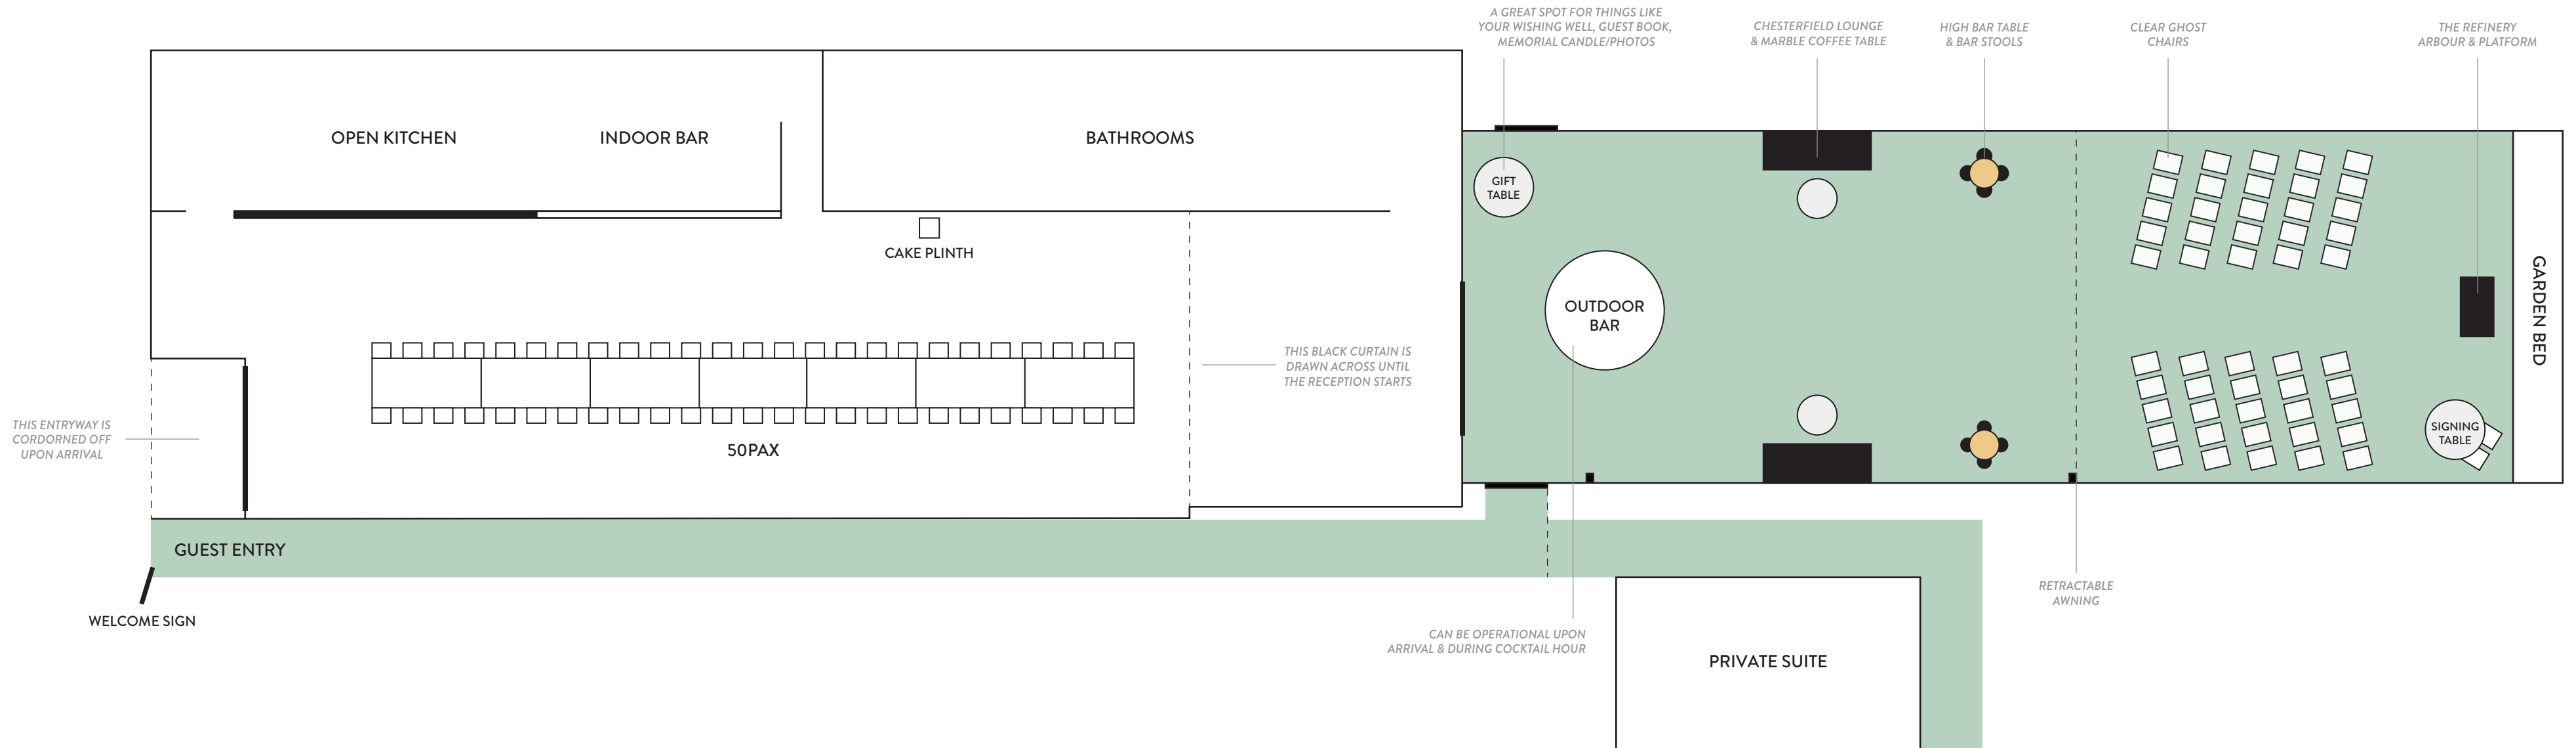 A GREAT SPOT FOR THINGS LIKE
YOUR WISHING WELL, GUEST BOOK,
MEMORIAL CANDLE/PHOTOS
CHESTERFIELD LOUNGE
& MARBLE COFFEE TABLE
HIGH BAR TABLE
& BAR STOOLS
CLEAR GHOST
CHAIRS
THE REFINERY
ARBOUR & PLATFORM
OPEN KITCHEN
INDOOR BAR
BATHROOMS
GIFT
TABLE
CAKE PLINTH
OUTDOOR
BAR
GARDEN BED
THIS BLACK CURTAIN IS
DRAWN ACROSS UNTIL
THE RECEPTION STARTS
THIS ENTRYWAY IS
CORDORNED OFF
UPON ARRIVAL
50PAX
SIGNING
TABLE
GUEST ENTRY
WELCOME SIGN
RETRACTABLE
AWNING
CAN BE OPERATIONAL UPON
ARRIVAL & DURING COCKTAIL HOUR
PRIVATE SUITE